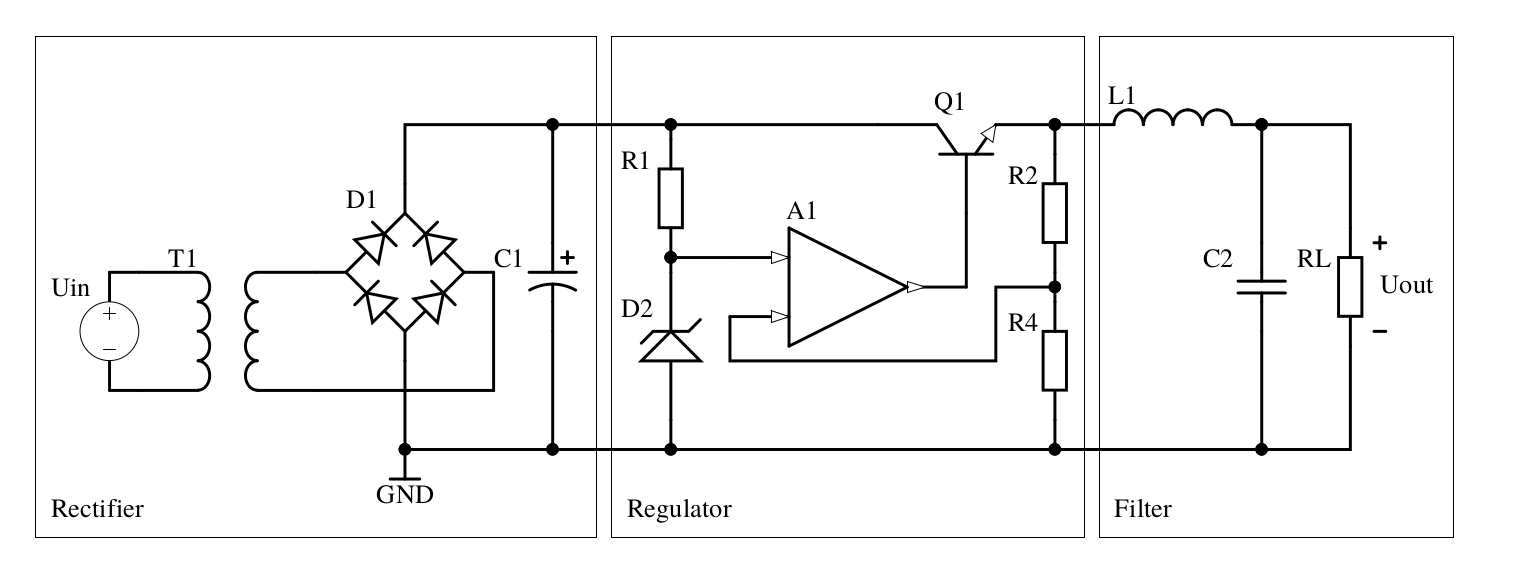 Uin
T1
D1
C1
GND
Rectifier
R1
D2
A1
Q1
R2
R4
Regulator
L1
C2
RL
+
Uout
−
Filter